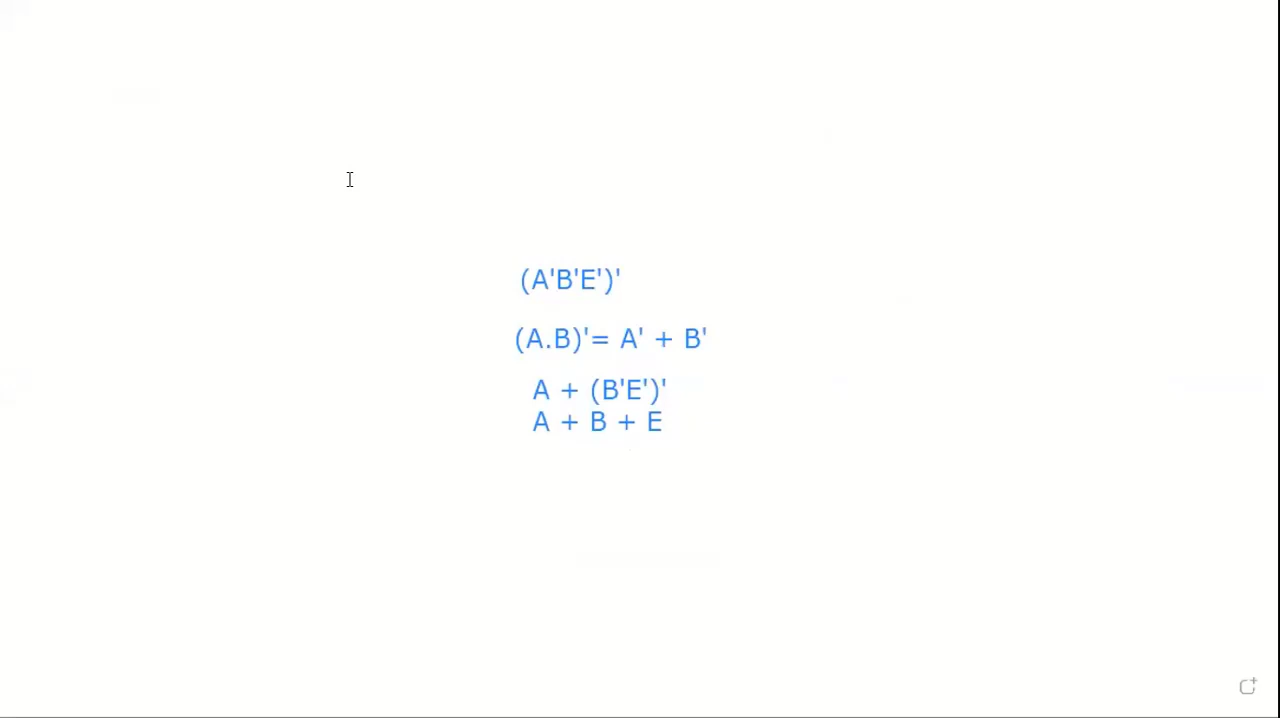 (A'B'E')'
(A.B)'= A' + B'
A + (B'E')'
A + B + E